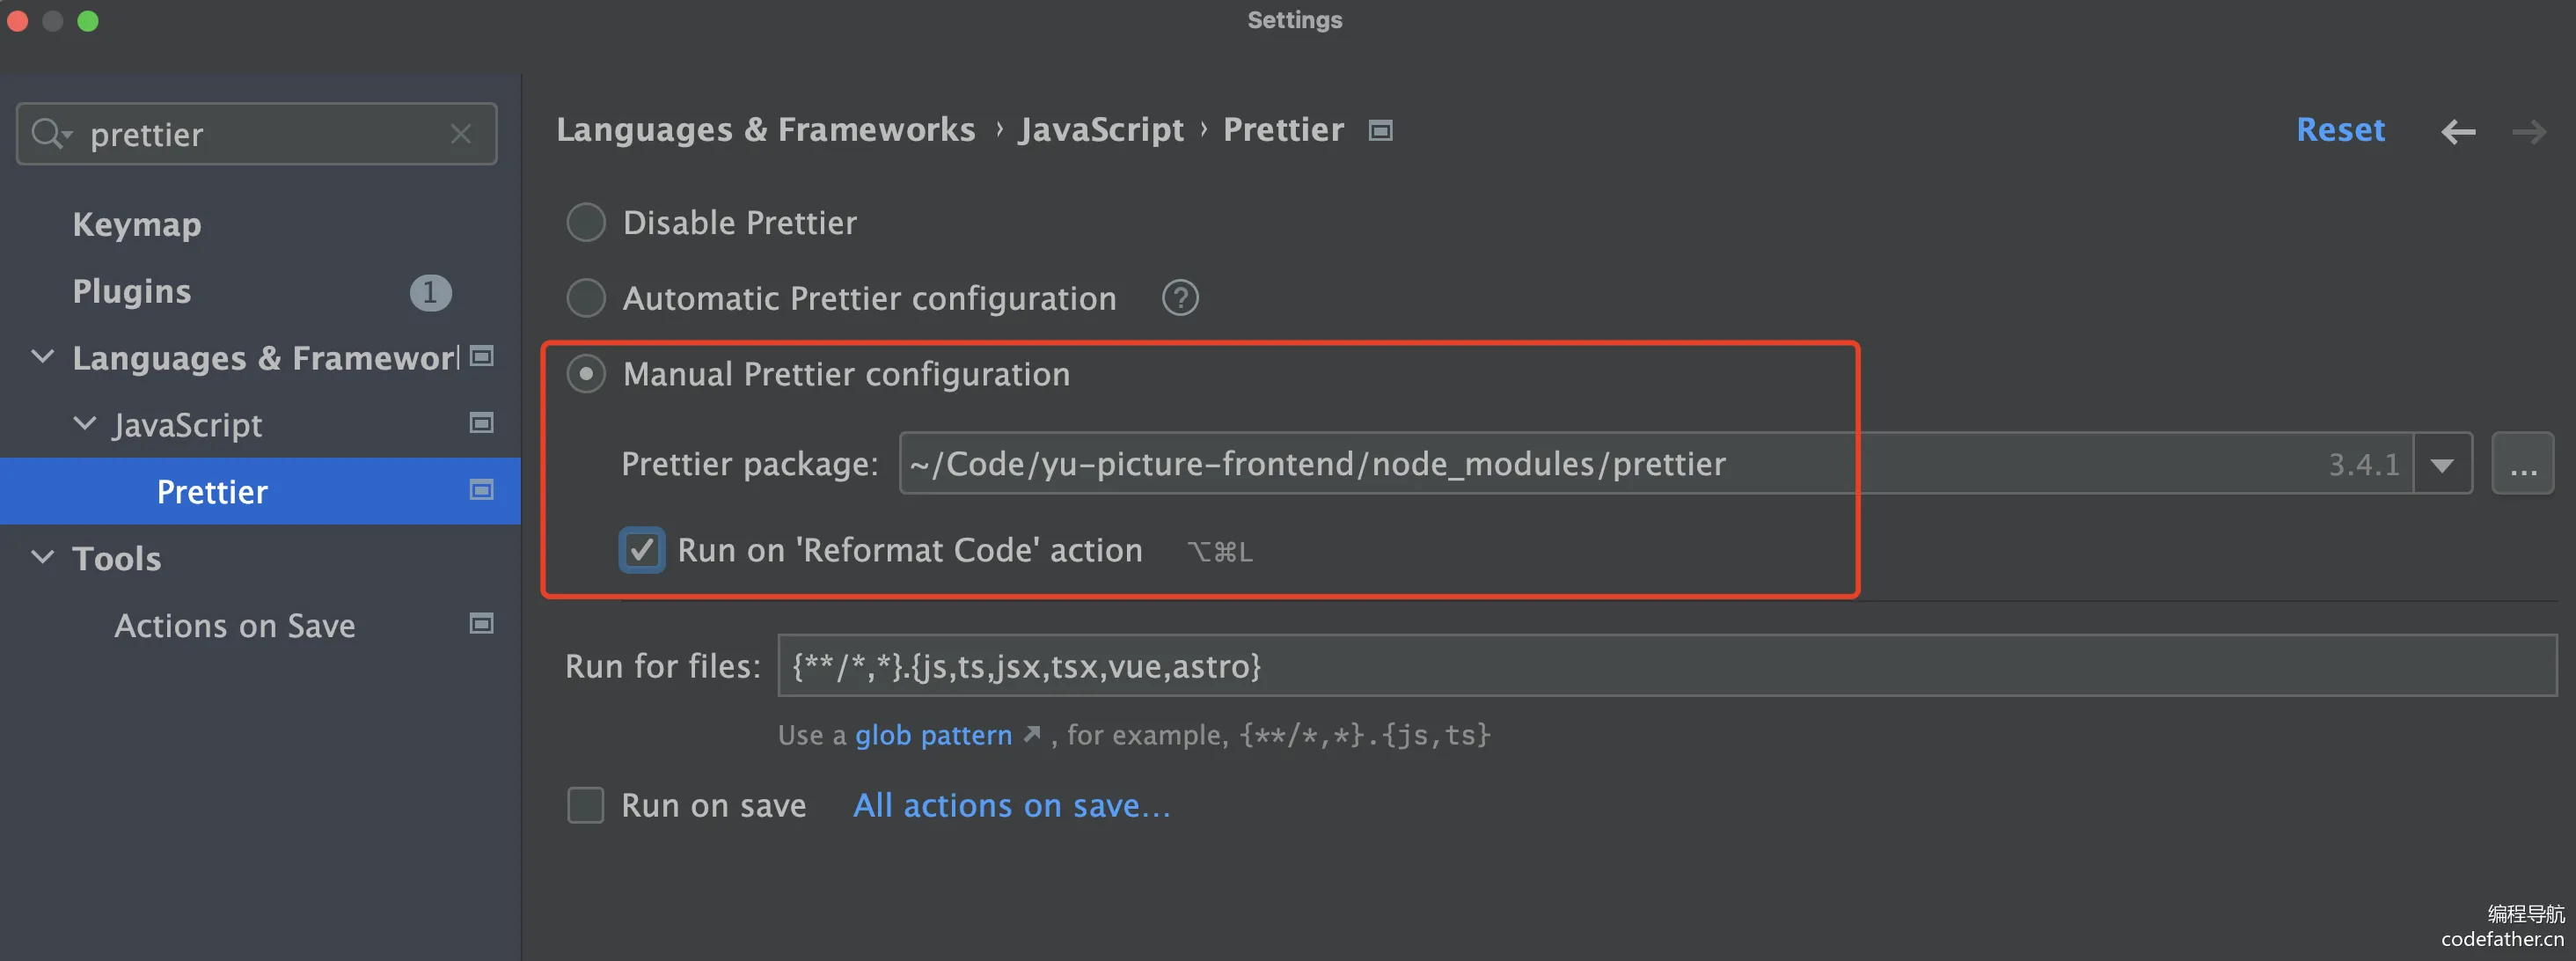 Settings
prettier
Keymap
Plugins 1
Languages & Framewor
JavaScript
Prettier
Tools
Actions on Save
Languages & Frameworks › JavaScript › Prettier
Reset
Disable Prettier
Automatic Prettier configuration ?
Manual Prettier configuration
Prettier package: ~/Code/yu-picture-frontend/node_modules/prettier 3.4.1 ...
Run on 'Reformat Code' action ⌥⌘L
Run for files: {**/*,*}.{js,ts,jsx,tsx,vue,astro}
Use a glob pattern ↗ , for example, {**/*,*}.{js,ts}
Run on save All actions on save...
编程导航
codefather.cn